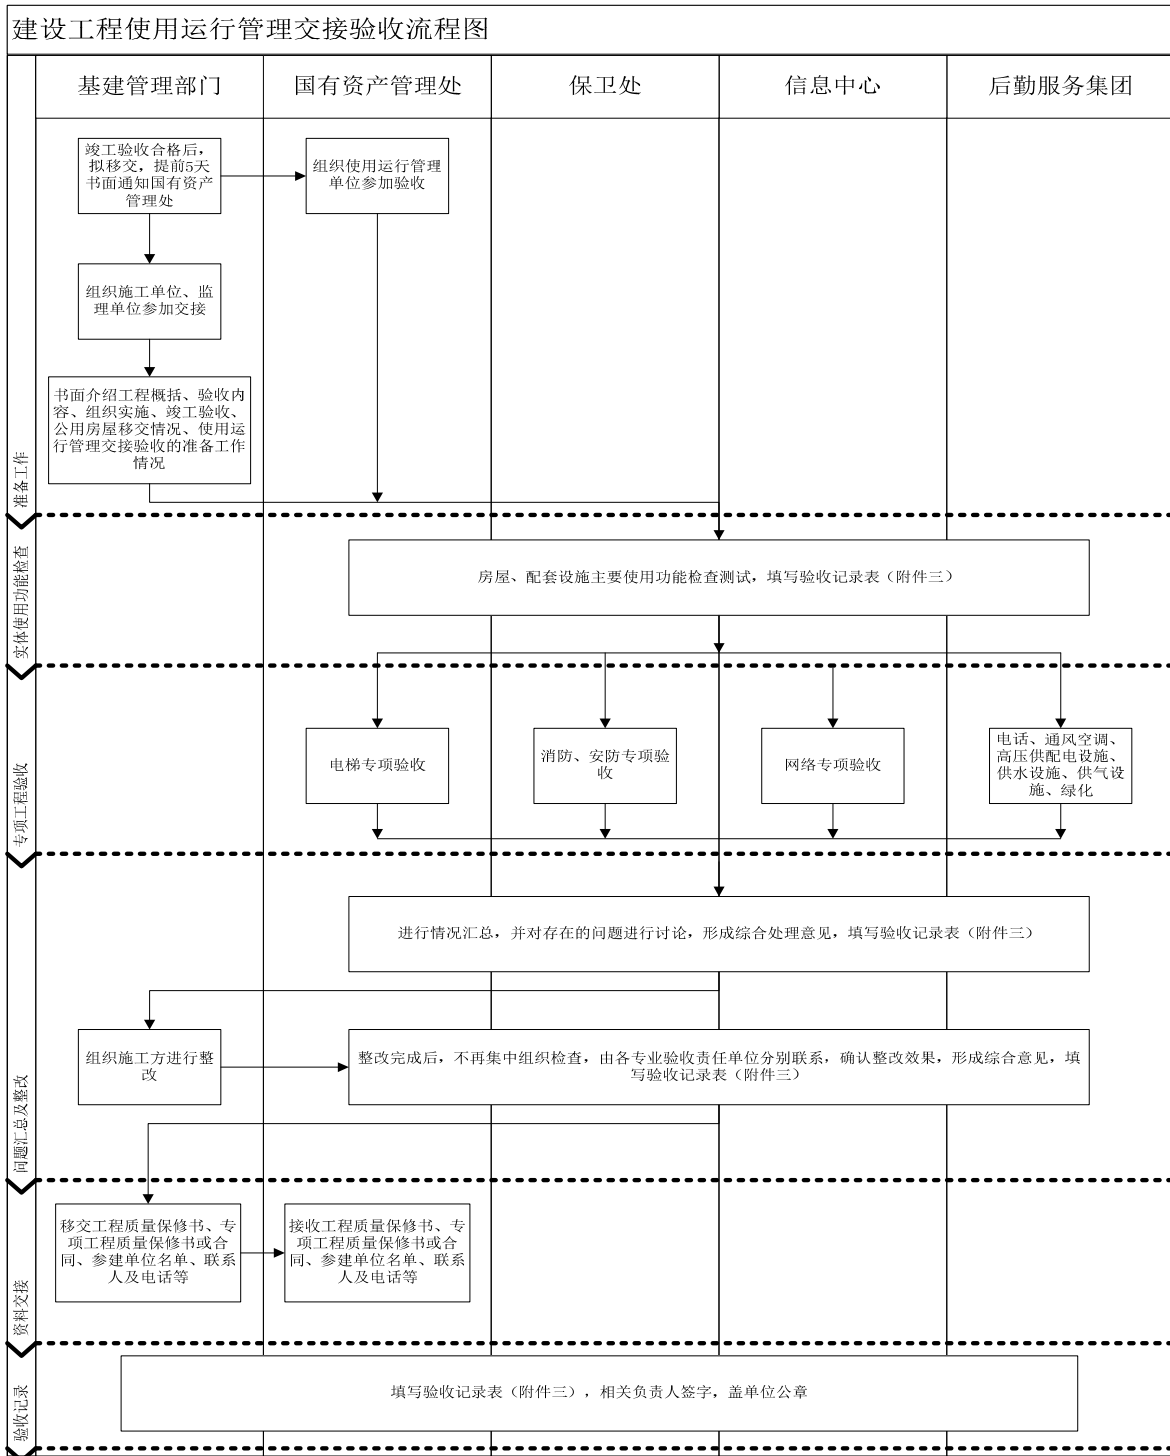 建设工程使用运行管理交接验收流程图
基建管理部门
国有资产管理处
保卫处
信息中心
后勤服务集团
准备工作
竣工验收合格后，
拟移交，提前5天
书面通知国有资产
管理处
组织使用运行管理
单位参加验收
组织施工单位、监
理单位参加交接
书面介绍工程概括、验收内
容、组织实施、竣工验收、
公用房屋移交情况、使用运
行管理交接验收的准备工作
情况
实体使用功能检查
房屋、配套设施主要使用功能检查测试，填写验收记录表（附件三）
专项工程验收
电梯专项验收
消防、安防专项验
收
网络专项验收
电话、通风空调、
高压供配电设施、
供水设施、供气设
施、绿化
问题汇总及整改
进行情况汇总，并对存在的问题进行讨论，形成综合处理意见，填写验收记录表（附件三）
组织施工方进行整
改
整改完成后，不再集中组织检查，由各专业验收责任单位分别联系，确认整改效果，形成综合意见，填
写验收记录表（附件三）
资料交接
移交工程质量保修书、专
项工程质量保修书或合
同、参建单位名单、联系
人及电话等
接收工程质量保修书、专
项工程质量保修书或合
同、参建单位名单、联系
人及电话等
验收记录
填写验收记录表（附件三），相关负责人签字，盖单位公章